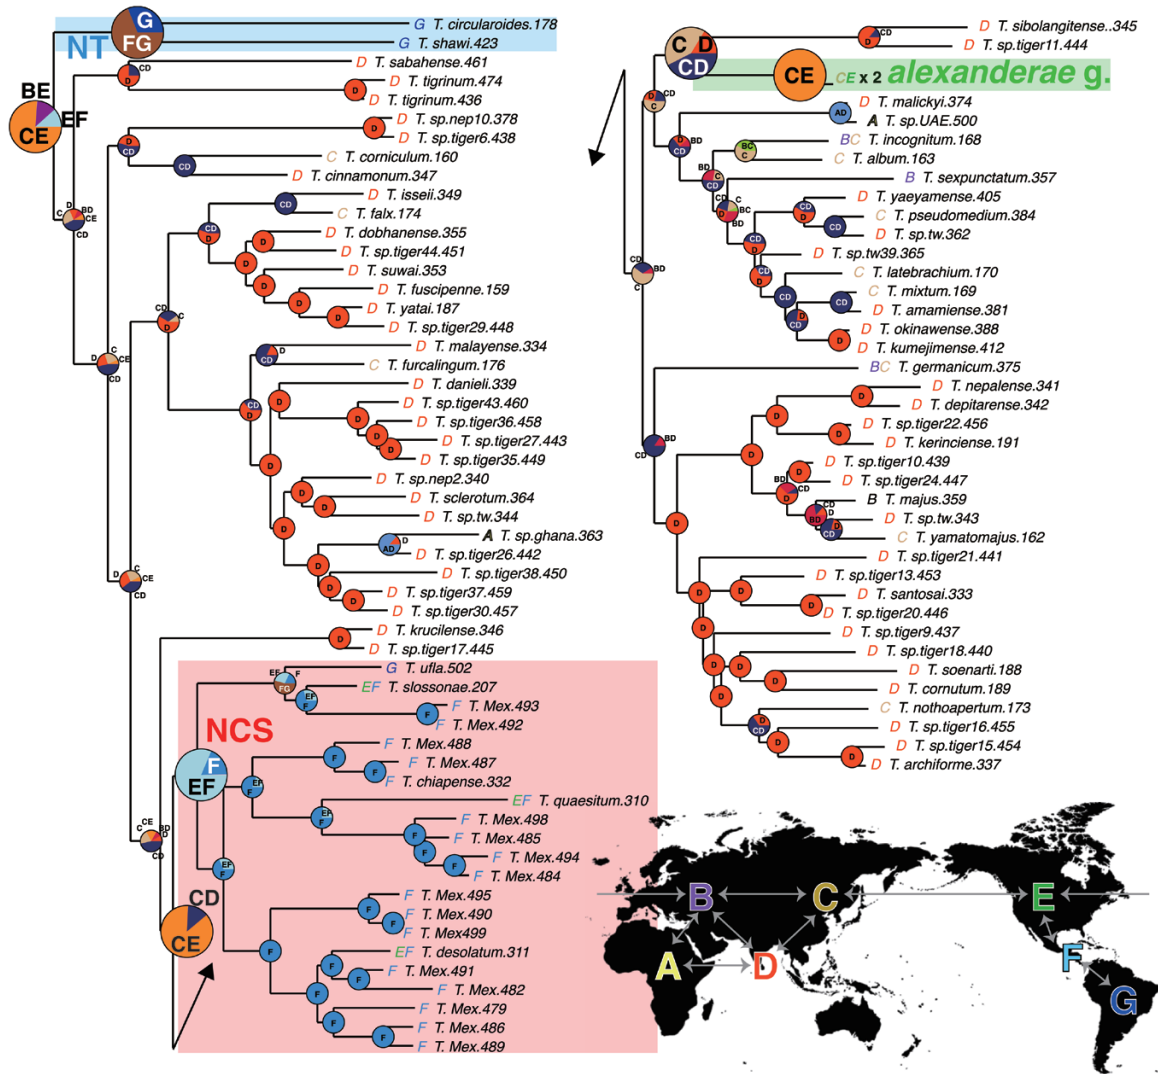 G T. circularoides.178
G
FG
NT
G T. shawi.423
D T. sabahense.461
D T. tigrinum.474
D T. tigrinum.436
BE
EF
CE
D T. sp.nep10.378
D T. sp.tiger6.438
C T. corniculum.160
D T. cinnamonum.347
D T. isseii.349
C T. falx.174
D T. dobhanense.355
D T. sp.tiger44.451
D T. suwai.353
D T. fuscipenne.159
D T. yatai.187
D T. sp.tiger29.448
D T. malayense.334
C T. furcalingum.176
D T. danieli.339
D T. sp.tiger43.460
D T. sp.tiger36.458
D T. sp.tiger27.443
D T. sp.tiger35.449
D T. sp.nep2.340
D T. sclerotum.364
D T. sp.tw.344
A T. sp.ghana.363
D T. sp.tiger26.442
D T. sp.tiger38.450
D T. sp.tiger37.459
D T. sp.tiger30.457
D T. krucilense.346
D T. sp.tiger17.445
G T. ufla.502
EF T. slossonae.207
F T. Mex.493
F T. Mex.492
NCS
F
EF
F T. Mex.488
F T. Mex.487
F T. chiapense.332
EF T. quaesitum.310
F T. Mex.498
F T. Mex.485
F T. Mex.494
F T. Mex.484
CD
CE
F T. Mex.495
F T. Mex.490
F T. Mex499
EF T. desolatum.311
F T. Mex.491
F T. Mex.482
F T. Mex.479
F T. Mex.486
F T. Mex.489
D T. sibolangitense..345
D T. sp.tiger11.444
C D
CD
CE
CE x 2 alexanderae g.
D T. malickyi.374
A T. sp.UAE.500
BC T. incognitum.168
C T. album.163
B T. sexpunctatum.357
D T. yaeyamense.405
C T. pseudomedium.384
D T. sp.tw.362
D T. sp.tw39.365
C T. latebrachium.170
C T. mixtum.169
D T. amamiense.381
D T. okinawense.388
D T. kumejimense.412
BC T. germanicum.375
D T. nepalense.341
D T. depitarense.342
D T. sp.tiger22.456
D T. kerinciense.191
D T. sp.tiger10.439
D T. sp.tiger24.447
B T. majus.359
D T. sp.tw.343
C T. yamatomajus.162
D T. sp.tiger21.441
D T. sp.tiger13.453
D T. santosai.333
D T. sp.tiger20.446
D T. sp.tiger9.437
D T. sp.tiger18.440
D T. soenarti.188
D T. cornutum.189
C T. nothoapertum.173
D T. sp.tiger16.455
D T. sp.tiger15.454
D T. archiforme.337
B C E
A D F
G